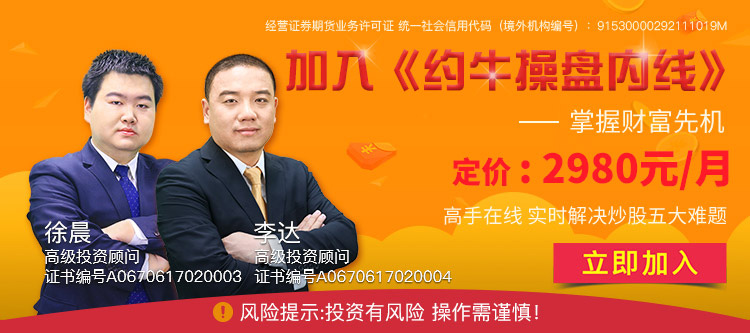 经营证券期货业务许可证 统一社会信用代码（境外机构编号）：91530000292111019M
加入《约牛操盘内线》
—— 掌握财富先机
定价：2980元/月
高手在线 实时解决炒股五大难题
立即加入
徐晨
高级投资顾问
证书编号A0670617020003
李达
高级投资顾问
证书编号A0670617020004
风险提示:投资有风险 操作需谨慎！